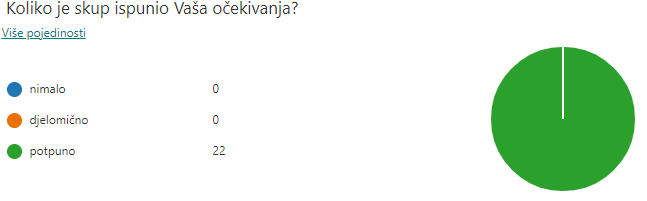 Koliko je skup ispunio Vaša očekivanja?
Više pojedinosti
nimalo 0
djelomično 0
potpuno 22